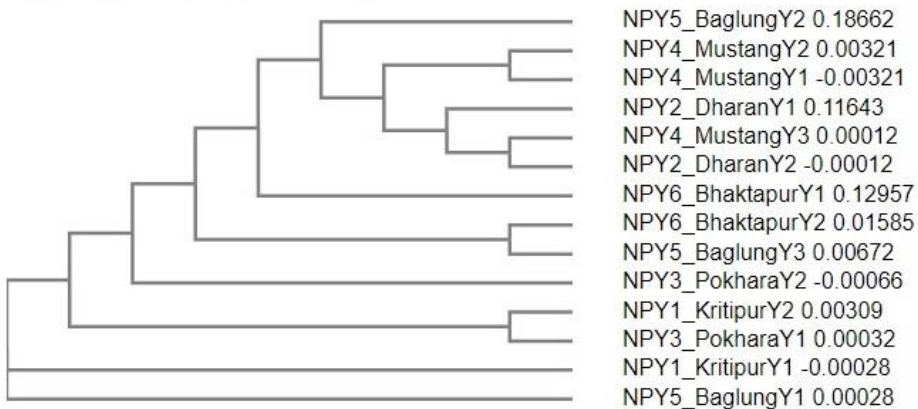 NPY5_BaglungY2 0.18662
NPY4_MustangY2 0.00321
NPY4_MustangY1 -0.00321
NPY2_DharanY1 0.11643
NPY4_MustangY3 0.00012
NPY2_DharanY2 -0.00012
NPY6_BhaktapurY1 0.12957
NPY6_BhaktapurY2 0.01585
NPY5_BaglungY3 0.00672
NPY3_PokharaY2 -0.00066
NPY1_KritipurY2 0.00309
NPY3_PokharaY1 0.00032
NPY1_KritipurY1 -0.00028
NPY5_BaglungY1 0.00028